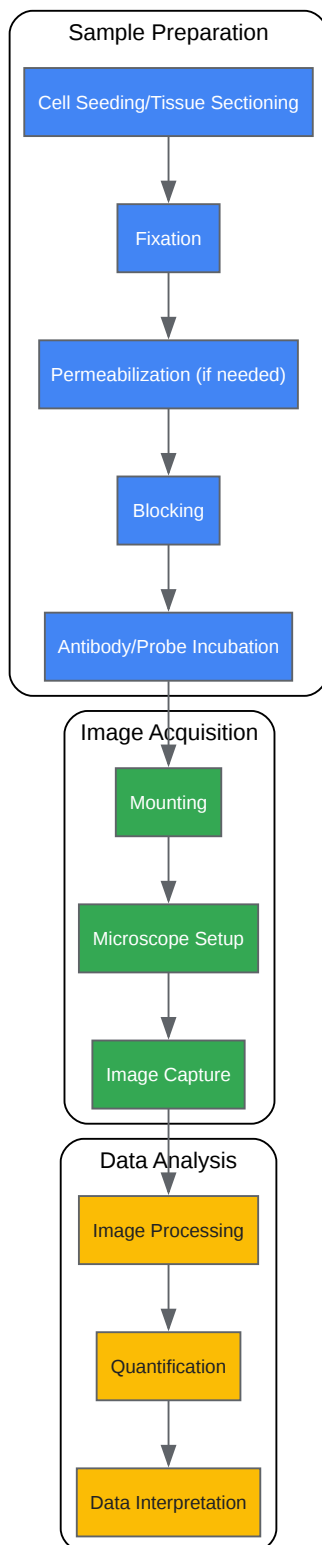 Sample Preparation
Cell Seeding/Tissue Sectioning
Fixation
Permeabilization (if needed)
Blocking
Antibody/Probe Incubation
Image Acquisition
Mounting
Microscope Setup
Image Capture
Data Analysis
Image Processing
Quantification
Data Interpretation